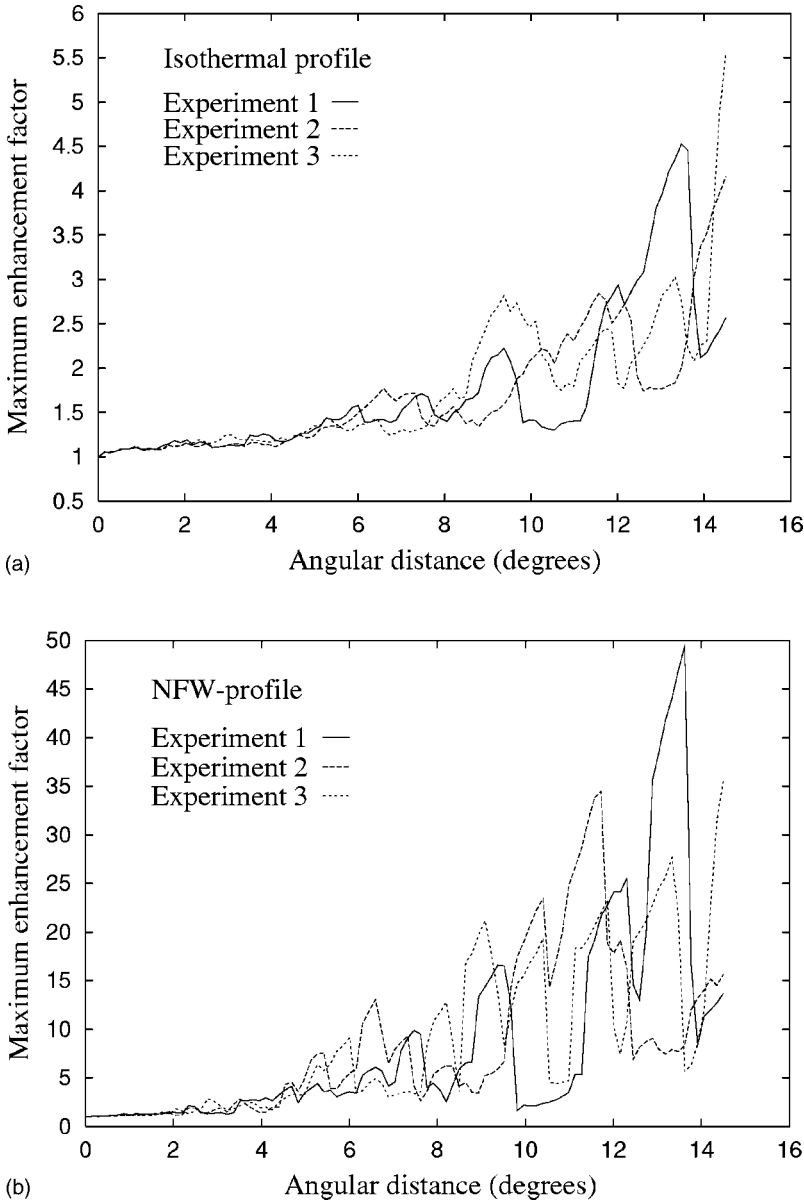 6
5.5
5
4.5
4
3.5
3
2.5
2
1.5
1
0.5
Maximum enhancement factor
Isothermal profile
Experiment 1
Experiment 2
Experiment 3
0 2 4 6 8 10 12 14 16
(a)
Angular distance (degrees)
50
45
40
35
30
25
20
15
10
5
0
Maximum enhancement factor
NFW-profile
Experiment 1
Experiment 2
Experiment 3
0 2 4 6 8 10 12 14 16
(b)
Angular distance (degrees)